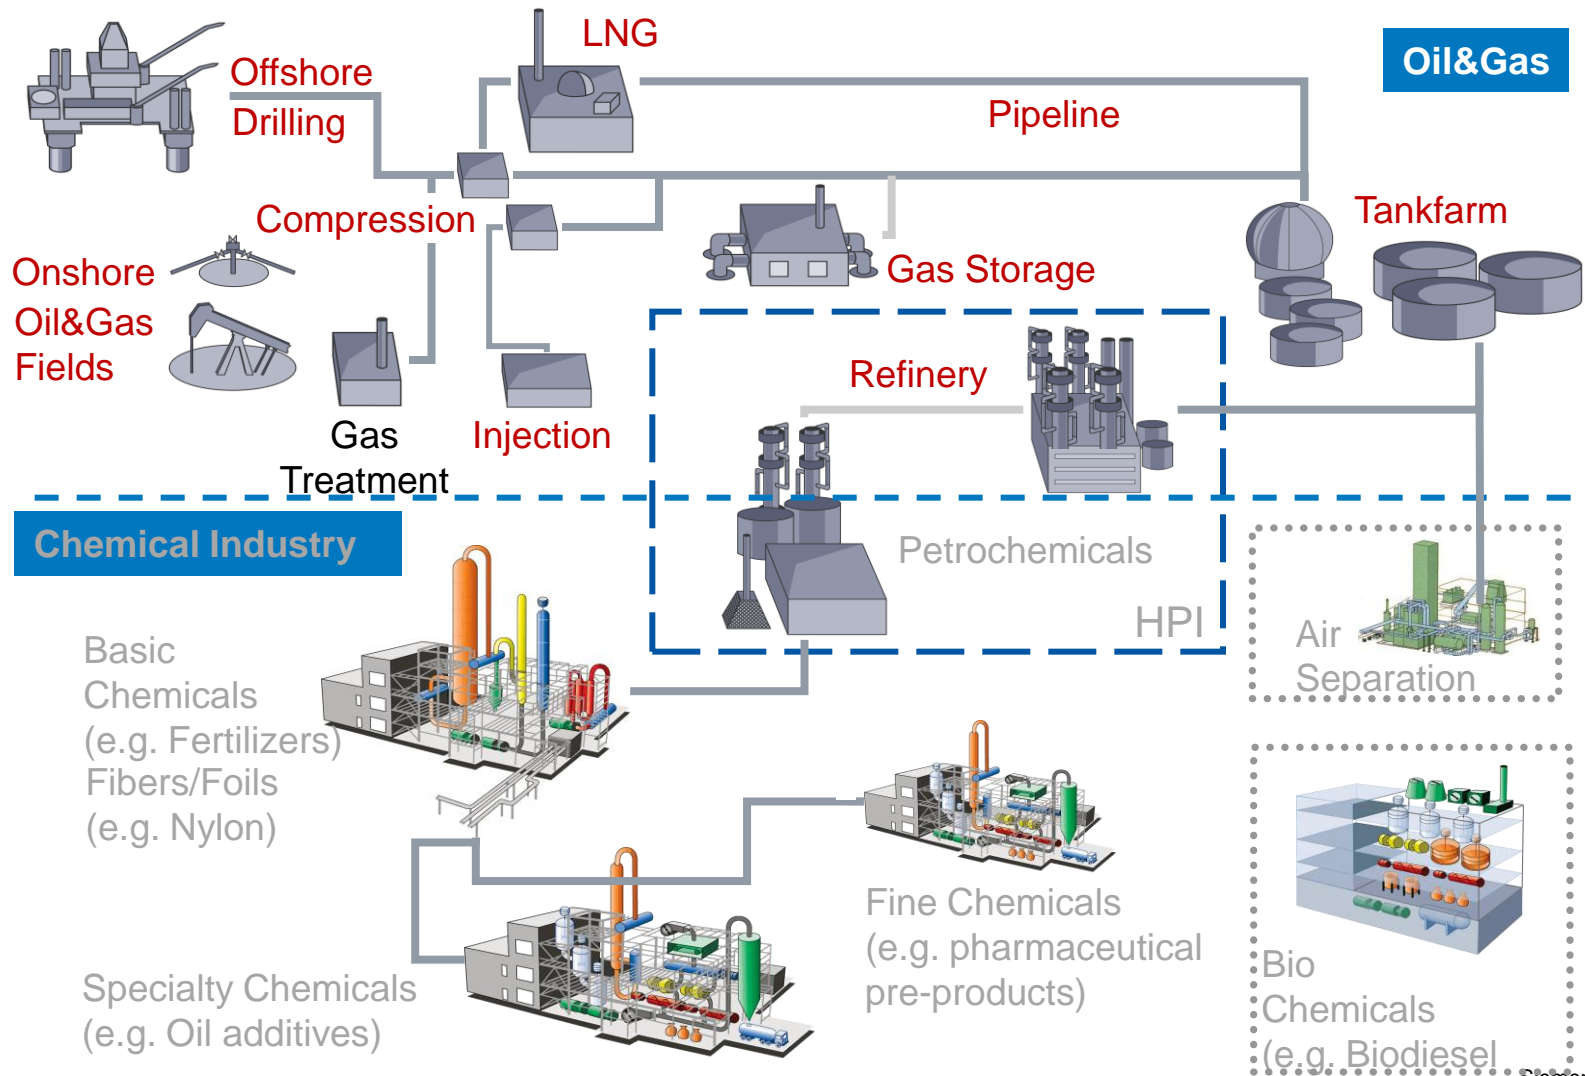 LNG
Oil&Gas
Offshore
Drilling
Pipeline
Compression
Tankfarm
Onshore
Oil&Gas
Fields
Gas Storage
Refinery
Gas
Treatment
Injection
Chemical Industry
Petrochemicals
HPI
Air
Separation
Basic
Chemicals
(e.g. Fertilizers)
Fibers/Foils
(e.g. Nylon)
Fine Chemicals
(e.g. pharmaceutical
pre-products)
Specialty Chemicals
(e.g. Oil additives)
Bio
Chemicals
(e.g. Biodiesel